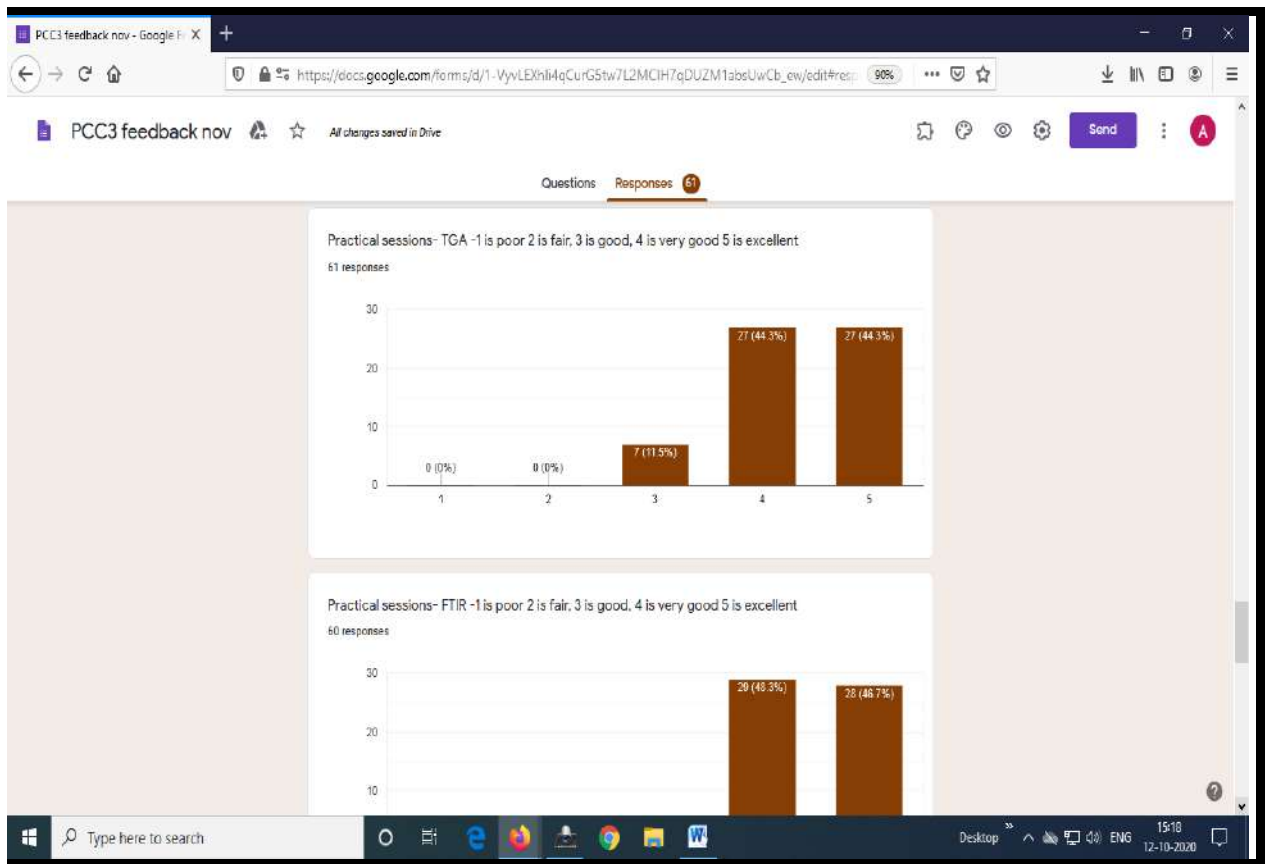 PCC3 feedback nov - Google F
https://docs.google.com/forms/d/1-VyvLEXhli4qCurG5tw7L2MCIH7qDUZM1absUwCb_ew/edit#resp 90%
PCC3 feedback nov All changes saved in Drive Send A
Questions Responses 61
Practical sessions- TGA -1 is poor 2 is fair, 3 is good, 4 is very good 5 is excellent
61 responses
30
27 (44.3%) 27 (44.3%)
20
10
7 (11.5%)
0 (0%) 0 (0%)
0
1 2 3 4 5
Practical sessions- FTIR -1 is poor 2 is fair, 3 is good, 4 is very good 5 is excellent
60 responses
30
29 (48.3%) 28 (46.7%)
20
10
Type here to search Desktop ENG 15:18
12-10-2020